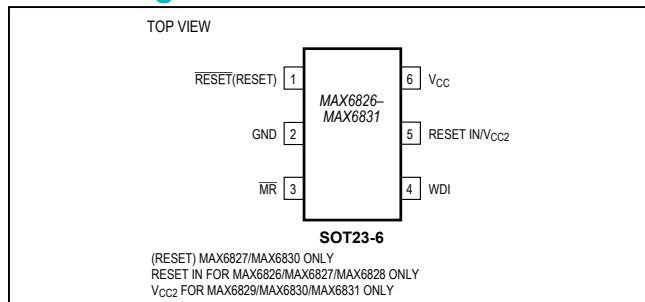 TOP VIEW
RESET(RESET) 1
6 VCC
MAX6826–
MAX6831
GND 2
5 RESET IN/VCC2
MR 3
4 WDI
SOT23-6
(RESET) MAX6827/MAX6830 ONLY
RESET IN FOR MAX6826/MAX6827/MAX6828 ONLY
VCC2 FOR MAX6829/MAX6830/MAX6831 ONLY